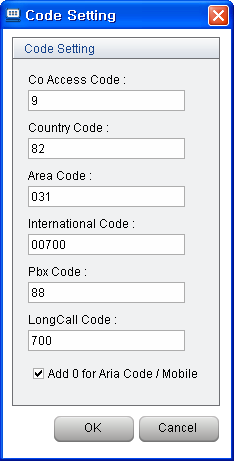 Code Setting
Code Setting
Co Access Code :
9
Country Code :
82
Area Code :
031
International Code :
00700
Pbx Code :
88
LongCall Code :
700
Add 0 for Aria Code / Mobile
OK Cancel